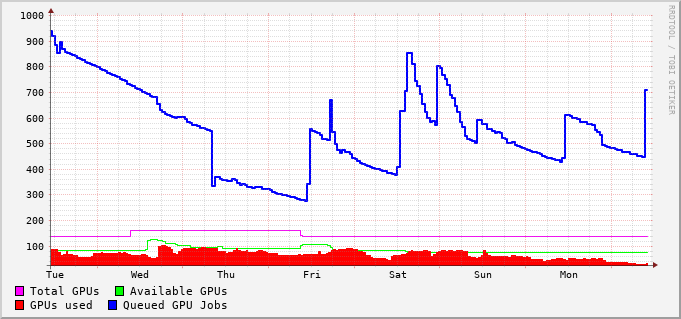 1000
900
800
700
600
500
400
300
200
100
Tue Wed Thu Fri Sat Sun Mon
Total GPUs Available GPUs
GPUs used Queued GPU Jobs
RRDTOOL / TOBI OETIKER